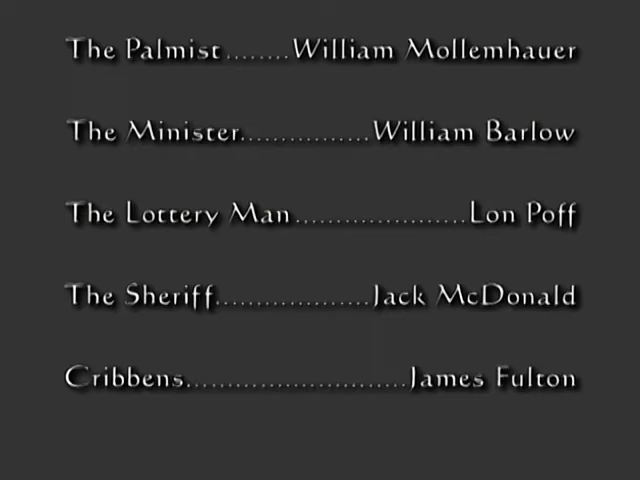 The Palmist........William Mollemhauer
The Minister................William Barlow
The Lottery Man.....................Lon Poff
The Sheriff...................Jack McDonald
Cribbens...........................James Fulton